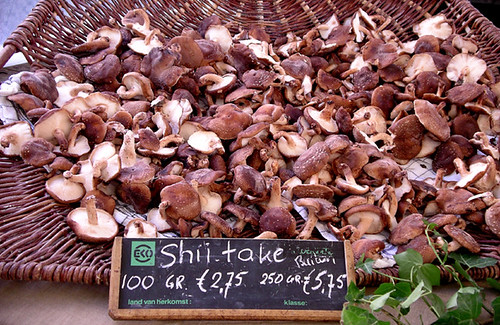 EKO Shii-take
100 GR. €2,75 250 GR. €5,75
land van herkomst: klasse: